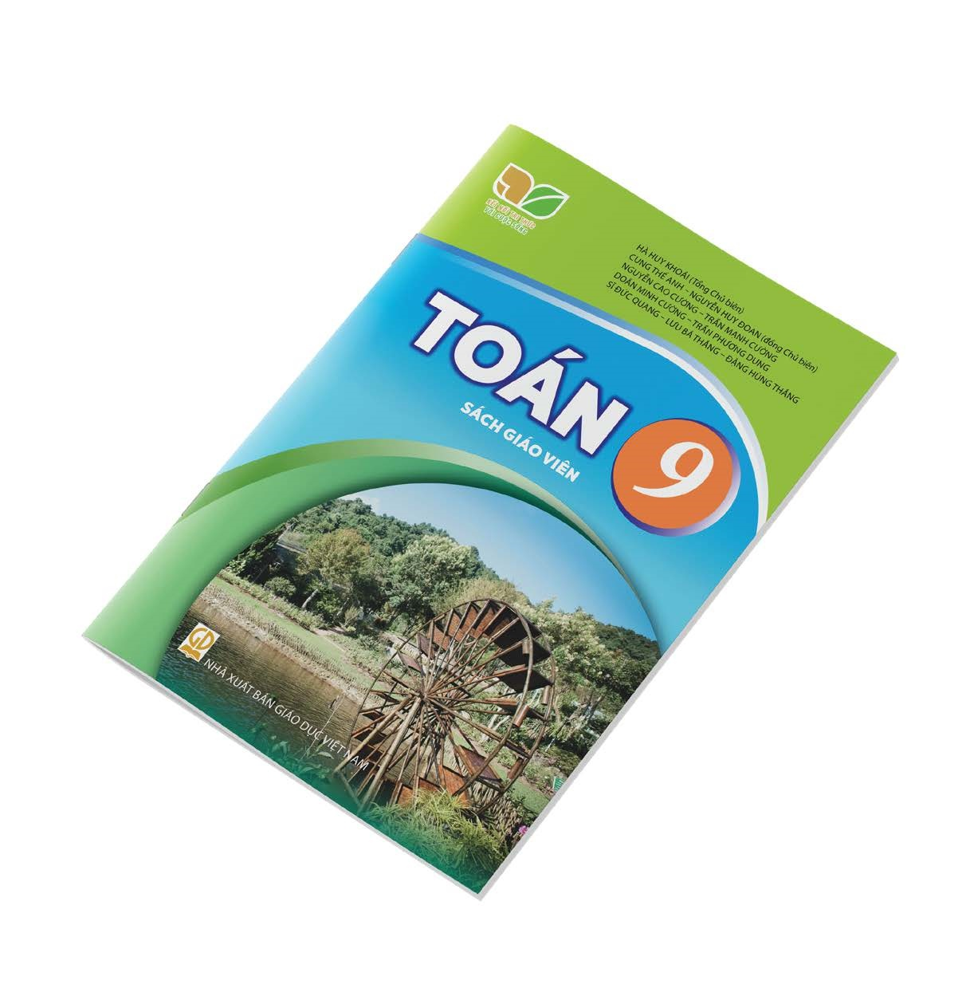 KẾT NỐI TRI THỨC
VỚI CUỘC SỐNG
HÀ HUY KHOÁI (Tổng Chủ biên)
CUNG THẾ ANH – NGUYỄN HUY ĐOAN (đồng Chủ biên)
NGUYỄN CAO CƯỜNG – TRẦN MẠNH CƯỜNG
DOÃN MINH CƯỜNG – TRẦN PHƯƠNG DUNG
SĨ ĐỨC QUANG – LƯU BÁ THẮNG – ĐẶNG HÙNG THẮNG
TOÁN
9
SÁCH GIÁO VIÊN
GD
NHÀ XUẤT BẢN GIÁO DỤC VIỆT NAM